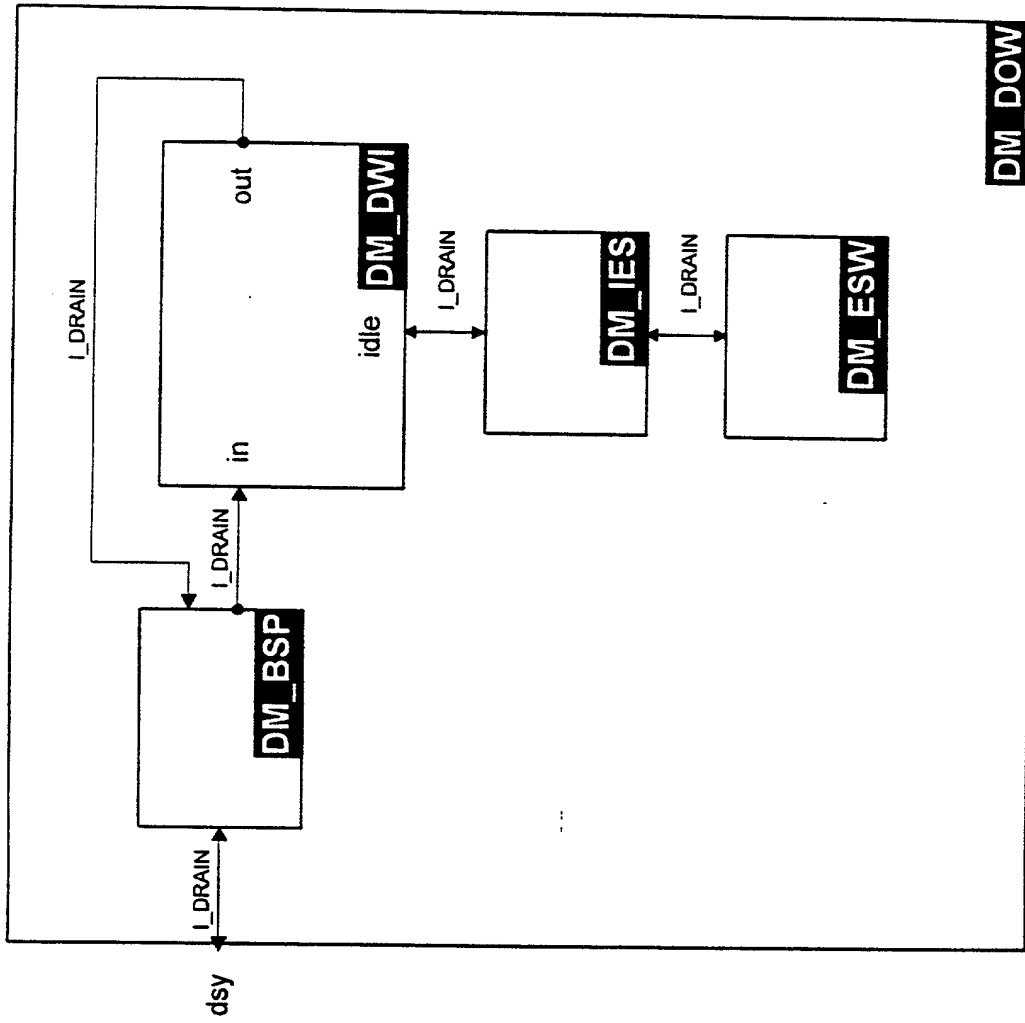 I_DRAIN
out
DM_DWI
in
idle
I_DRAIN
I_DRAIN
DM_BSP
I_DRAIN
dsy
DM_IES
I_DRAIN
DM_ESW
DM_DOW